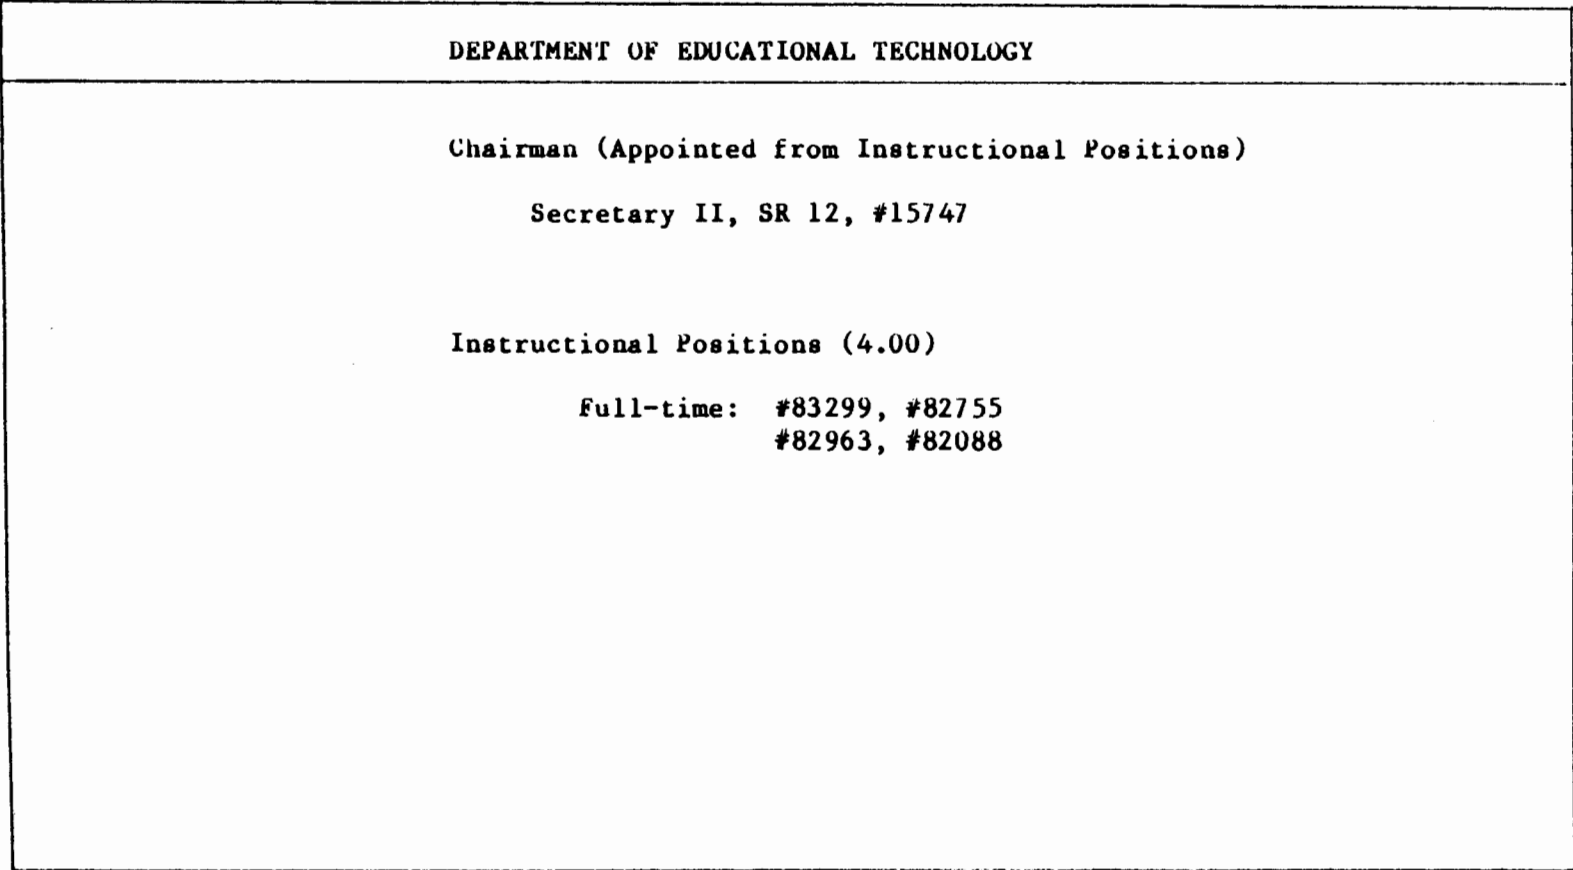 DEPARTMENT OF EDUCATIONAL TECHNOLOGY
Chairman (Appointed from Instructional Positions)
Secretary II, SR 12, #15747
Instructional Positions (4.00)
Full-time: #83299, #82755
#82963, #82088